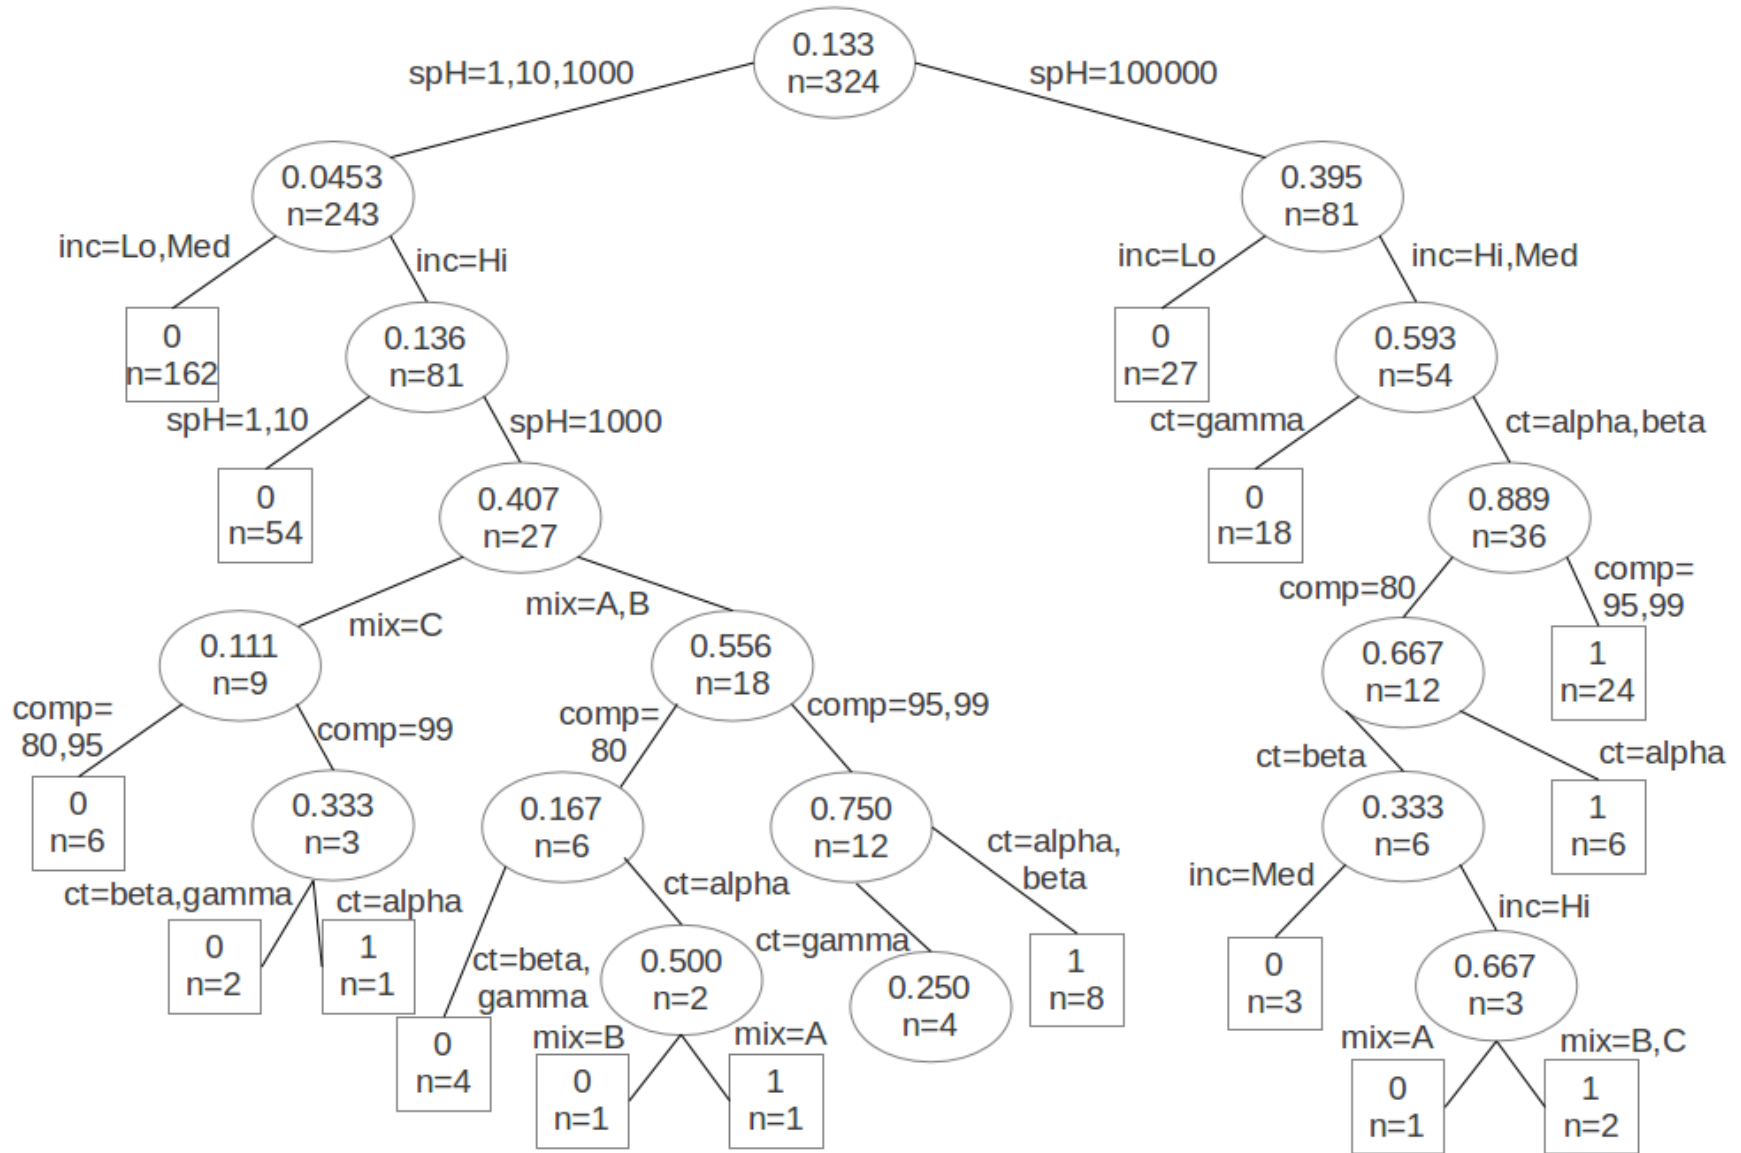 0.133
n=324
spH=1,10,1000
spH=100000
0.0453
n=243
0.395
n=81
inc=Lo,Med
inc=Hi
inc=Lo
inc=Hi,Med
0
n=162
0.136
n=81
0
n=27
0.593
n=54
spH=1,10
spH=1000
ct=gamma
ct=alpha,beta
0
n=54
0.407
n=27
0
n=18
0.889
n=36
mix=C
mix=A,B
comp=80
comp=
95,99
0.111
n=9
0.556
n=18
0.667
n=12
1
n=24
comp=
80,95
comp=99
comp=
80
comp=95,99
ct=beta
ct=alpha
0
n=6
0.333
n=3
0.167
n=6
0.750
n=12
0.333
n=6
1
n=6
ct=beta,gamma
ct=alpha
ct=beta,
gamma
ct=alpha
ct=gamma
ct=alpha,
beta
inc=Med
inc=Hi
0
n=2
1
n=1
0
n=4
0.500
n=2
0.250
n=4
1
n=8
0
n=3
0.667
n=3
mix=B
mix=A
mix=A
mix=B,C
0
n=1
1
n=1
0
n=1
1
n=2